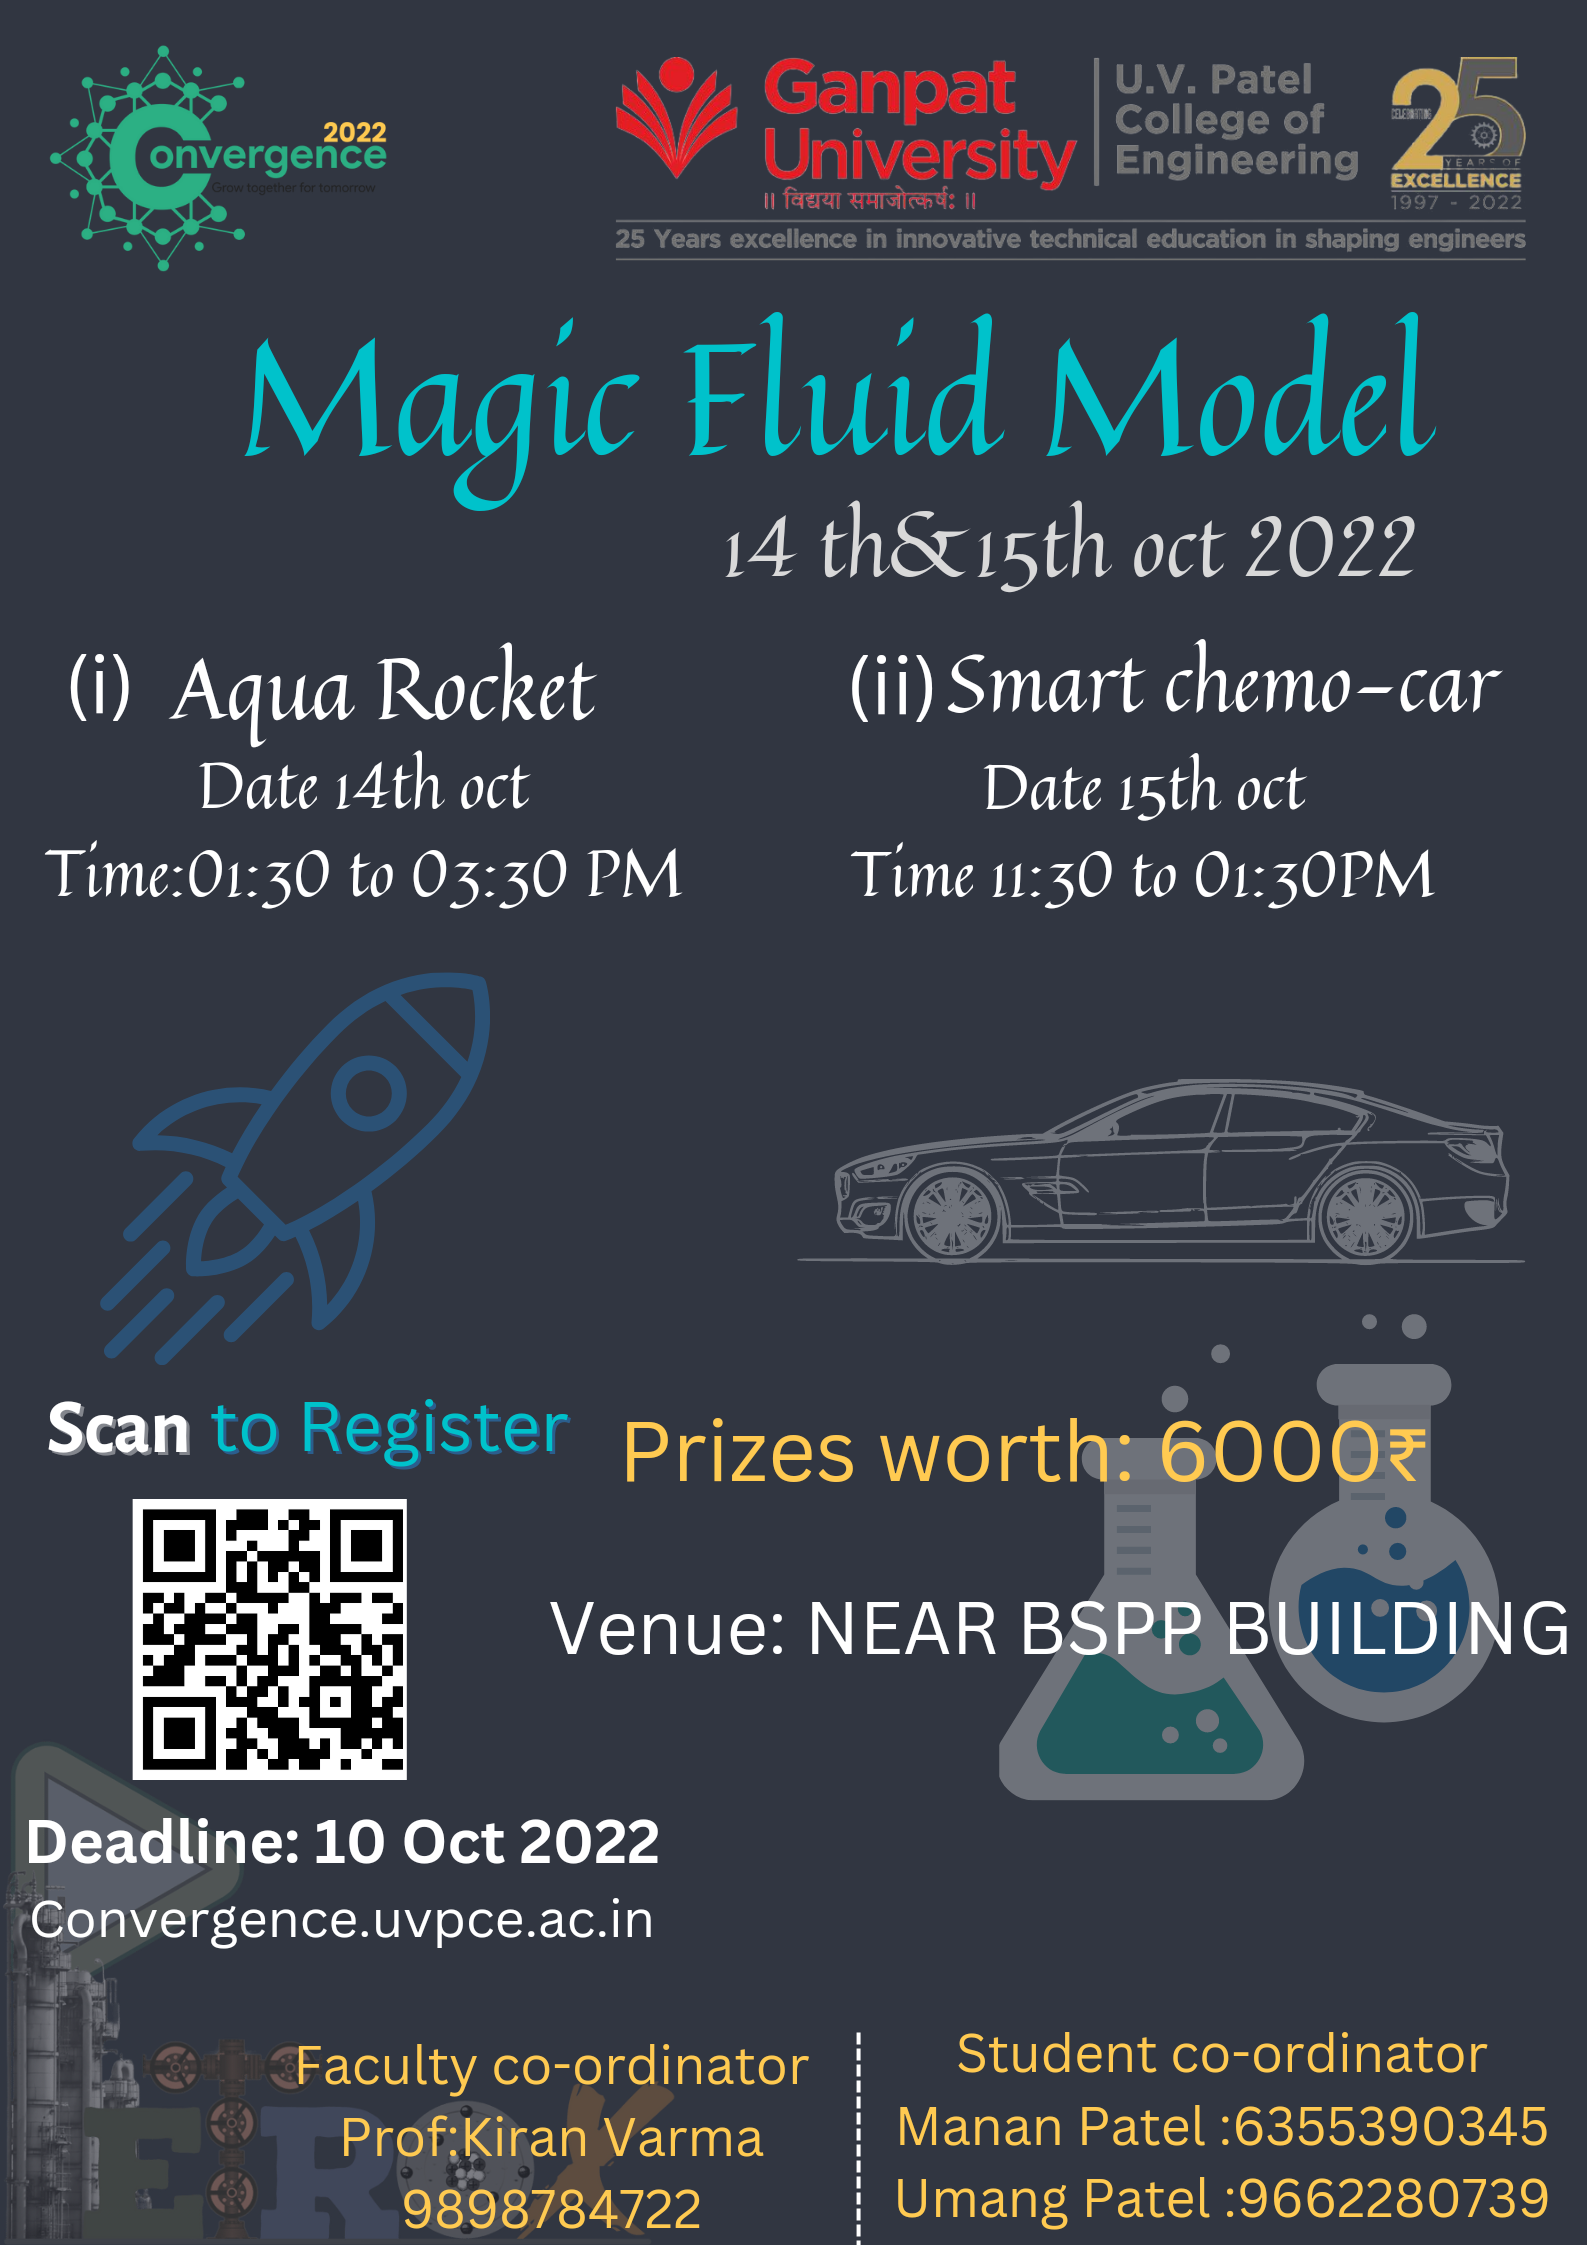 2022
Convergence
Grow together for tomorrow
Ganpat
University
॥ विद्यया समाजोत्कर्षः ॥
U.V. Patel
College of
Engineering
CELEBRATING
25
YEARS OF
EXCELLENCE
1997 - 2022
25 Years excellence in innovative technical education in shaping engineers
Magic Fluid Model
14 th&15th oct 2022
(i) Aqua Rocket
Date 14th oct
Time:01:30 to 03:30 PM
(ii) Smart chemo-car
Date 15th oct
Time 11:30 to 01:30PM
Scan to Register
Prizes worth: 6000₹
Venue: NEAR BSPP BUILDING
Deadline: 10 Oct 2022
Convergence.uvpce.ac.in
Faculty co-ordinator
Prof:Kiran Varma
9898784722
Student co-ordinator
Manan Patel :6355390345
Umang Patel :9662280739